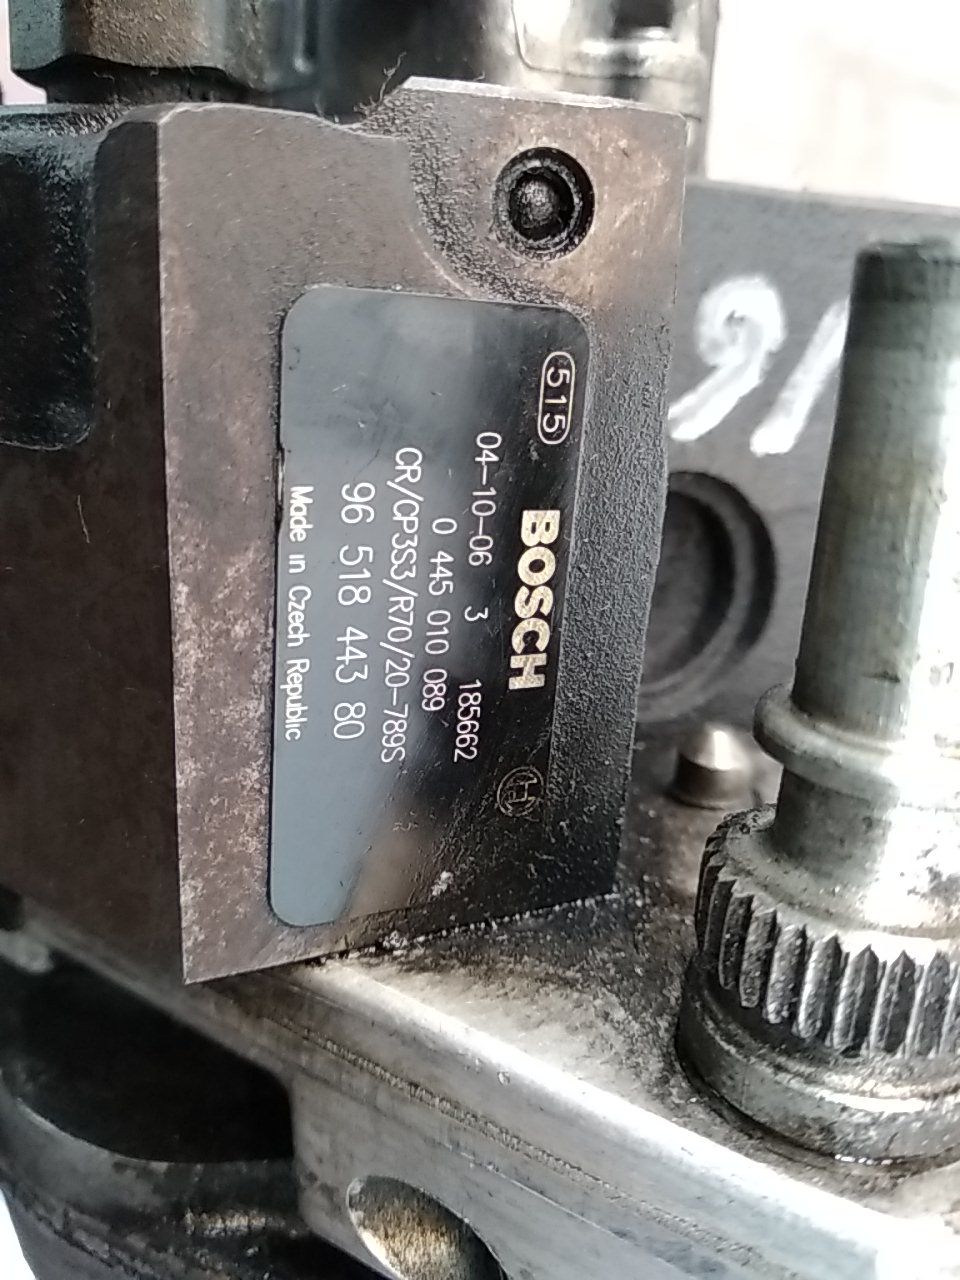 515
BOSCH
04-10-06 3 185662
0 445 010 089
CR/CP3S3/R70/20-789S
96 518 443 80
Made in Czech Republic
91